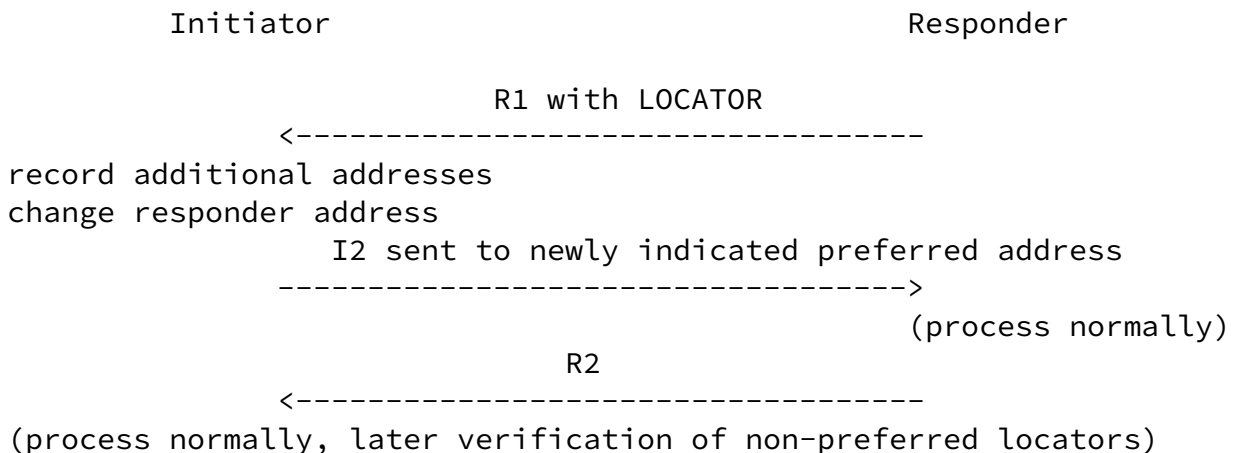 Initiator                                Responder
R1 with LOCATOR
<-----------------------------------
record additional addresses
change responder address
I2 sent to newly indicated preferred address
----------------------------------->
(process normally)
R2
<-----------------------------------
(process normally, later verification of non-preferred locators)